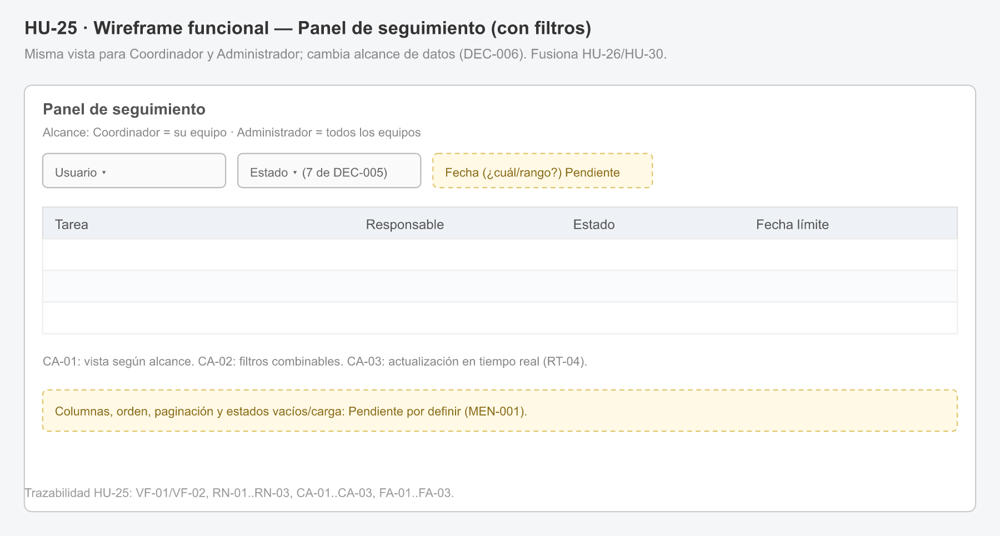 HU-25 · Wireframe funcional — Panel de seguimiento (con filtros)
Misma vista para Coordinador y Administrador; cambia alcance de datos (DEC-006). Fusiona HU-26/HU-30.
Panel de seguimiento
Alcance: Coordinador = su equipo · Administrador = todos los equipos
Usuario ▾
Estado ▾ (7 de DEC-005)
Fecha (¿cuál/rango?) Pendiente
Tarea Responsable Estado Fecha límite
CA-01: vista según alcance. CA-02: filtros combinables. CA-03: actualización en tiempo real (RT-04).
Columnas, orden, paginación y estados vacíos/carga: Pendiente por definir (MEN-001).
Trazabilidad HU-25: VF-01/VF-02, RN-01..RN-03, CA-01..CA-03, FA-01..FA-03.